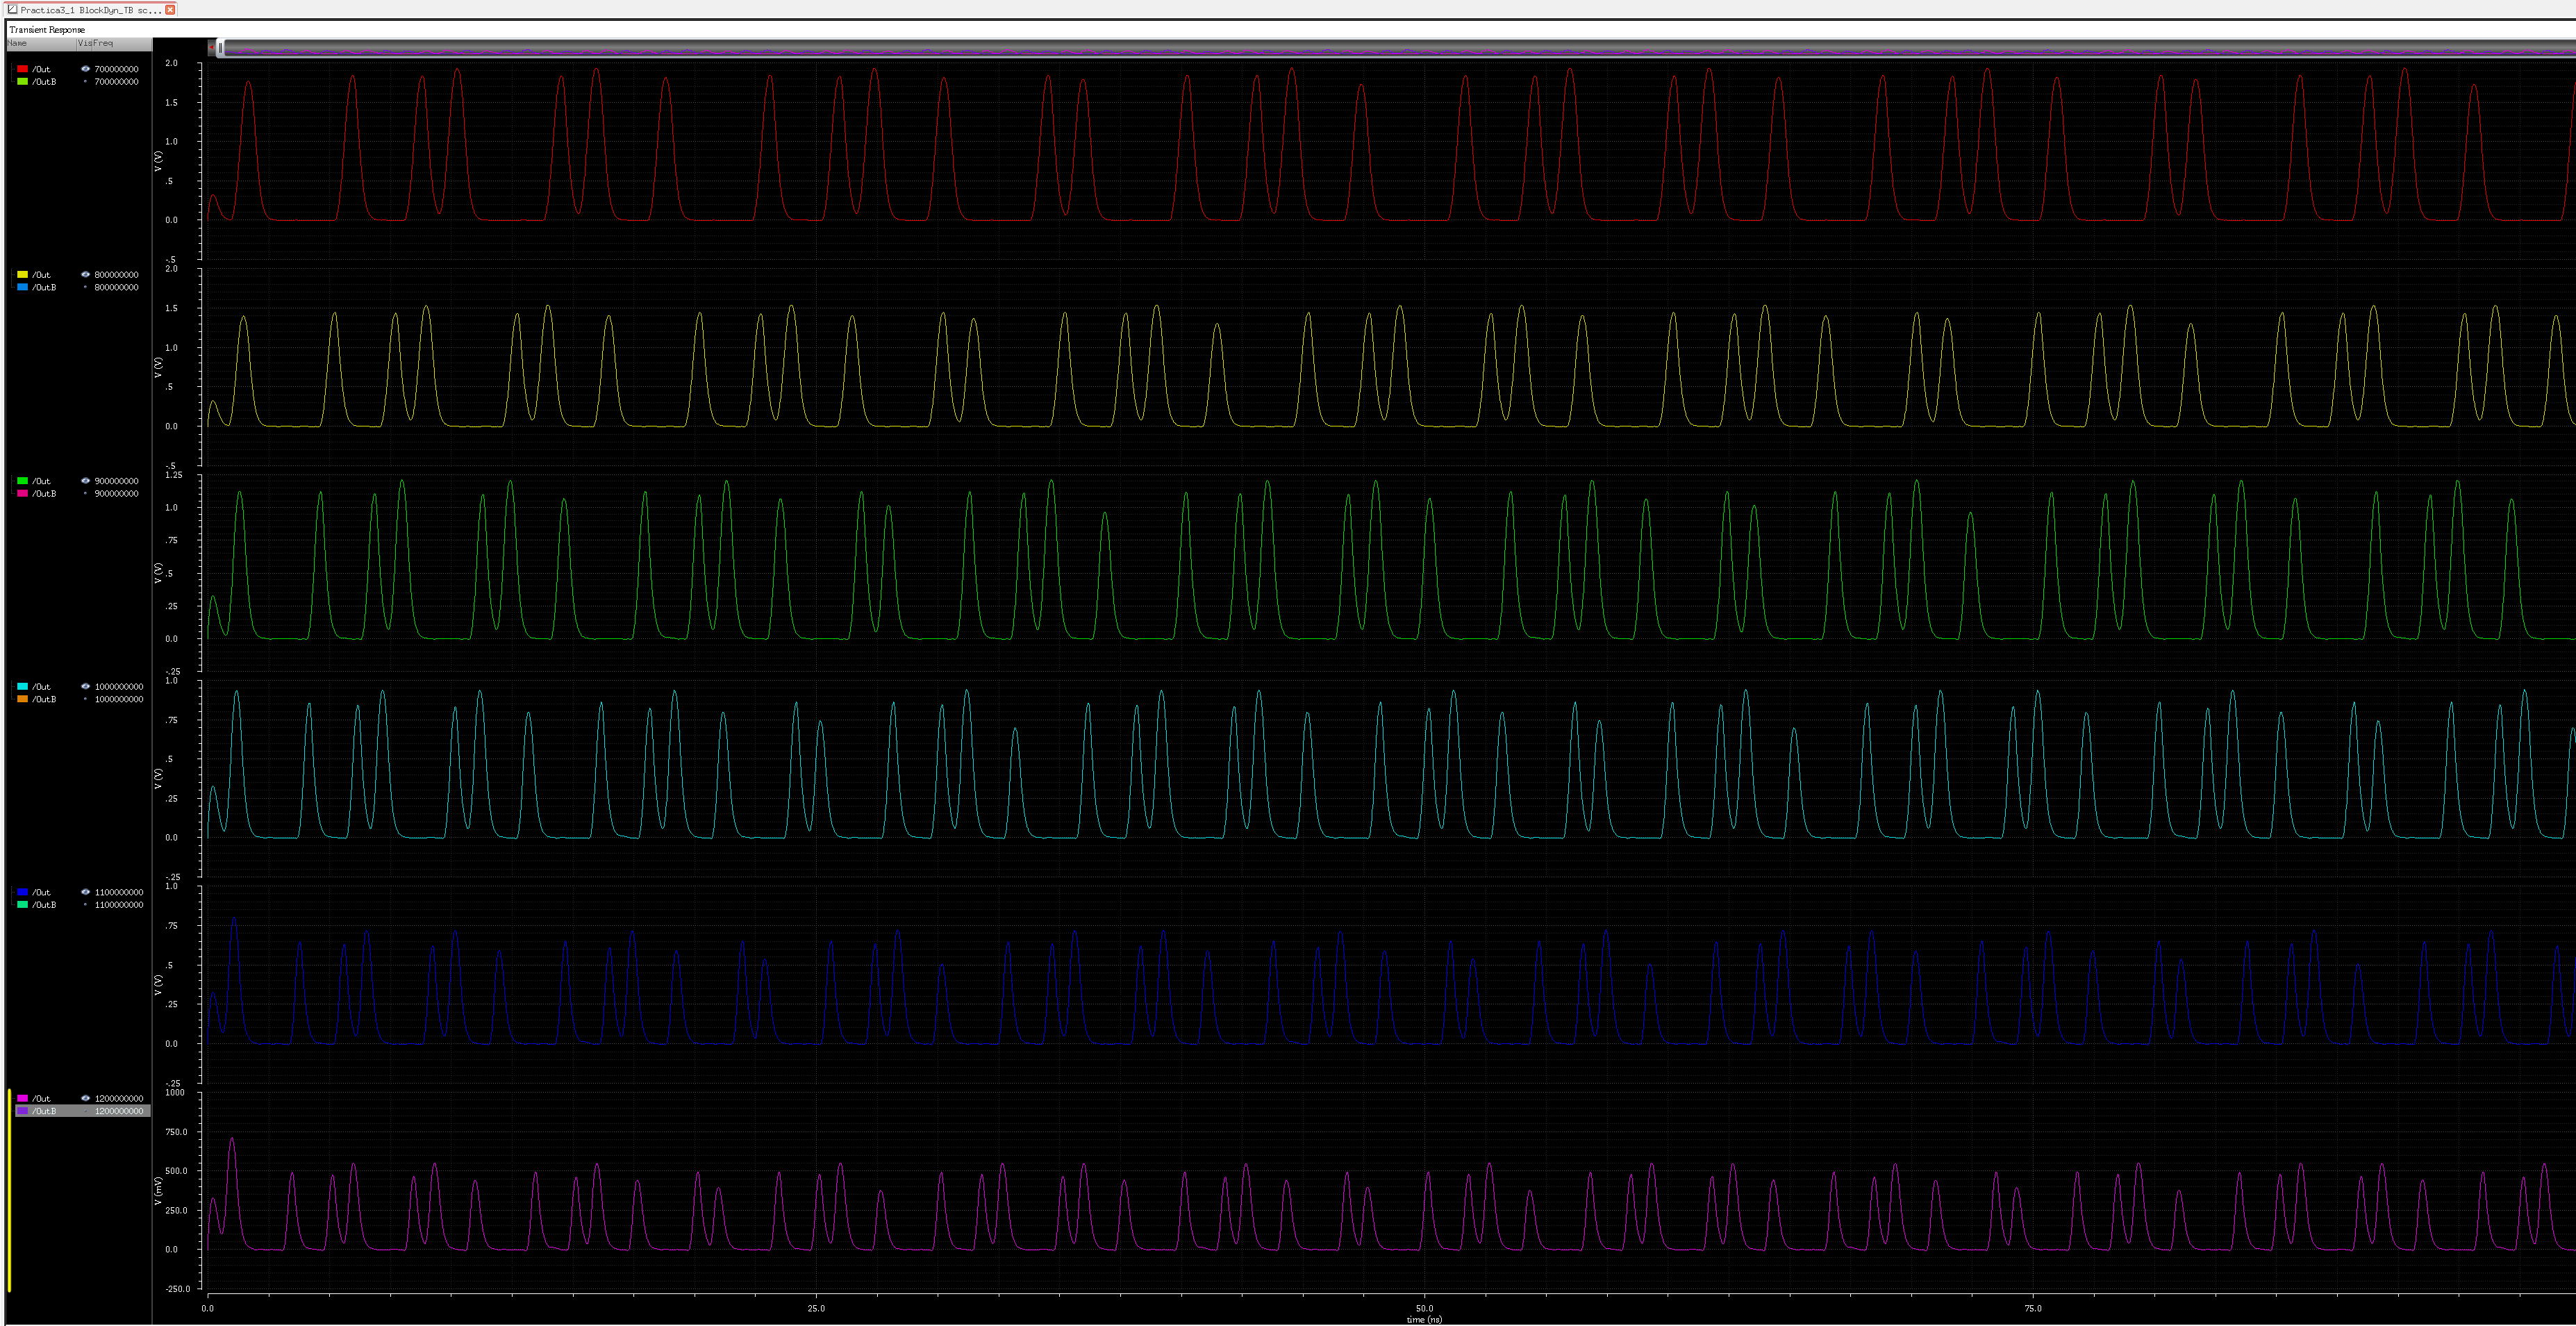 Practica3_1 BlockDyn_TB sc...
Transient Response
Name Vis Freq
/Out 700000000
/OutB 700000000
2.0
1.5
1.0
.5
0.0
-.5
V (V)
/Out 800000000
/OutB 800000000
2.0
1.5
1.0
.5
0.0
-.5
V (V)
/Out 900000000
/OutB 900000000
1.25
1.0
.75
.5
.25
0.0
-.25
V (V)
/Out 1000000000
/OutB 1000000000
1.0
.75
.5
.25
0.0
-.25
V (V)
/Out 1100000000
/OutB 1100000000
1.0
.75
.5
.25
0.0
-.25
V (V)
/Out 1200000000
/OutB 1200000000
1000
750.0
500.0
250.0
0.0
-250.0
V (mV)
0.0 25.0 50.0 75.0
time (ns)